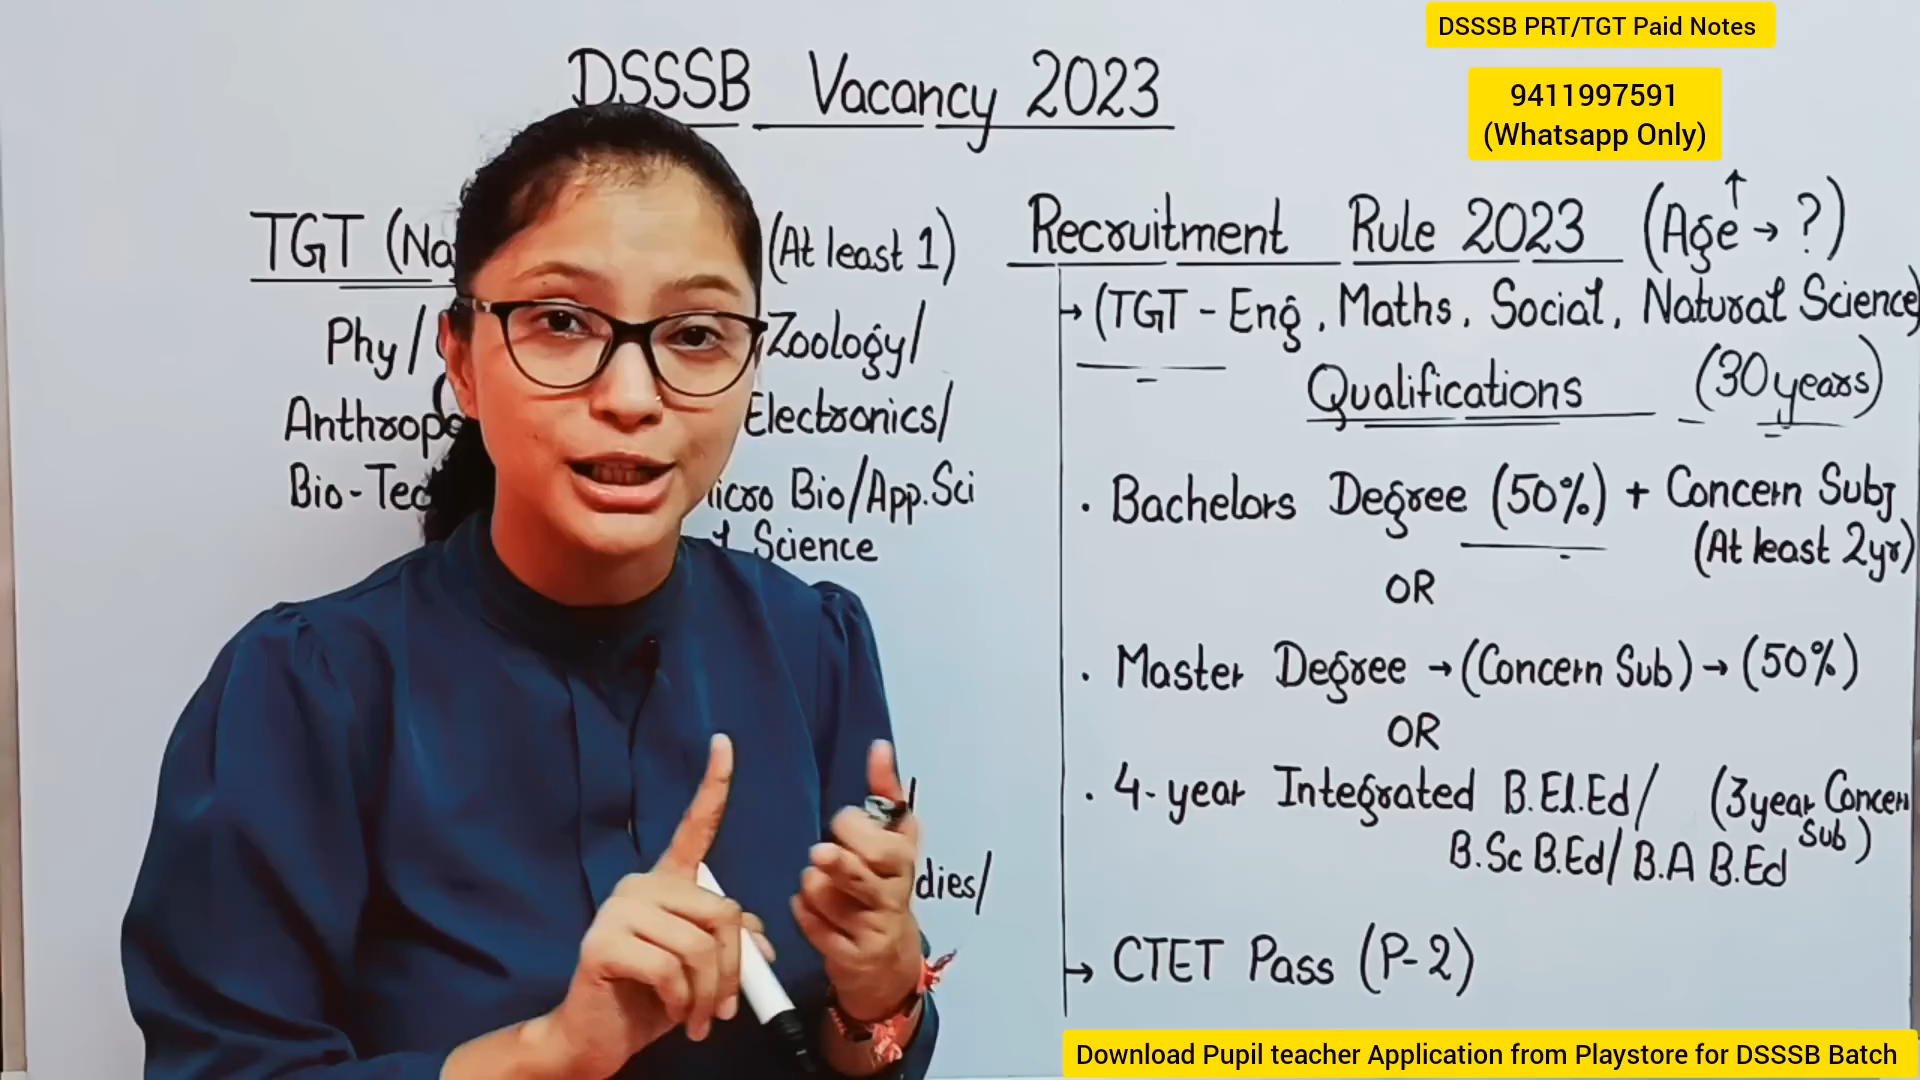 DSSSB PRT/TGT Paid Notes
9411997591
(Whatsapp Only)
DSSSB Vacancy 2023
TGT (Na (At least 1)
Phy/ Zoology/
Anthropo Electronics/
Bio-Tec icro Bio/App.Sci
Science
dies/
Recruitment Rule 2023 (Age → ?)
↑
→ (TGT - Eng, Maths, Social, Natural Science)
Qualifications (30 years)
. Bachelors Degree (50%) + Concern Subj
(At least 2yr)
OR
. Master Degree → (Concern Sub) → (50%)
OR
. 4-year Integrated B.El.Ed/ (3year Concern
Sub)
B.Sc B.Ed/ B.A B.Ed
→ CTET Pass (P-2)
Download Pupil teacher Application from Playstore for DSSSB Batch